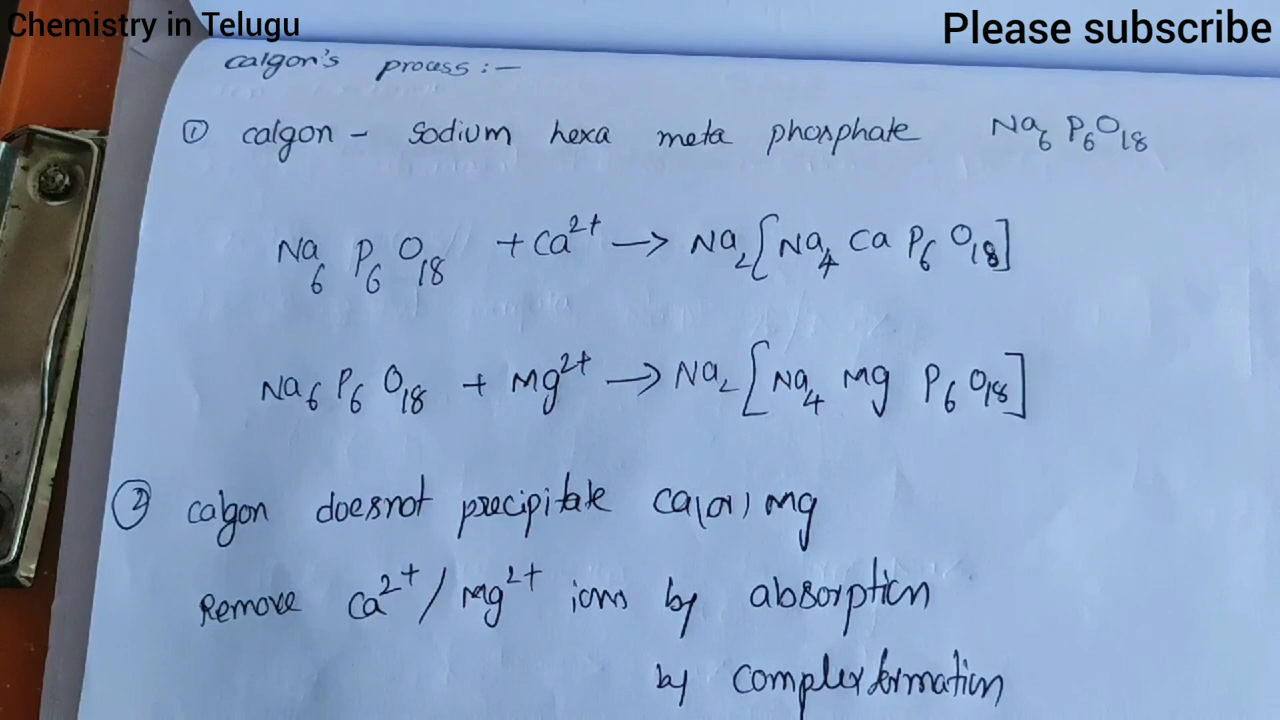 Chemistry in Telugu
Please subscribe
calgon's process :-
① calgon - sodium hexa meta phosphate Na₆ P₆O₁₈
Na₆ P₆ O₁₈ + Ca²⁺ → Na₂[Na₄ Ca P₆ O₁₈]
Na₆ P₆ O₁₈ + Mg²⁺ → Na₂[Na₄ Mg P₆ O₁₈]
② calgon doesnot precipitate Ca(or) Mg
Remove Ca²⁺/Mg²⁺ ions by absorption
by complex formation